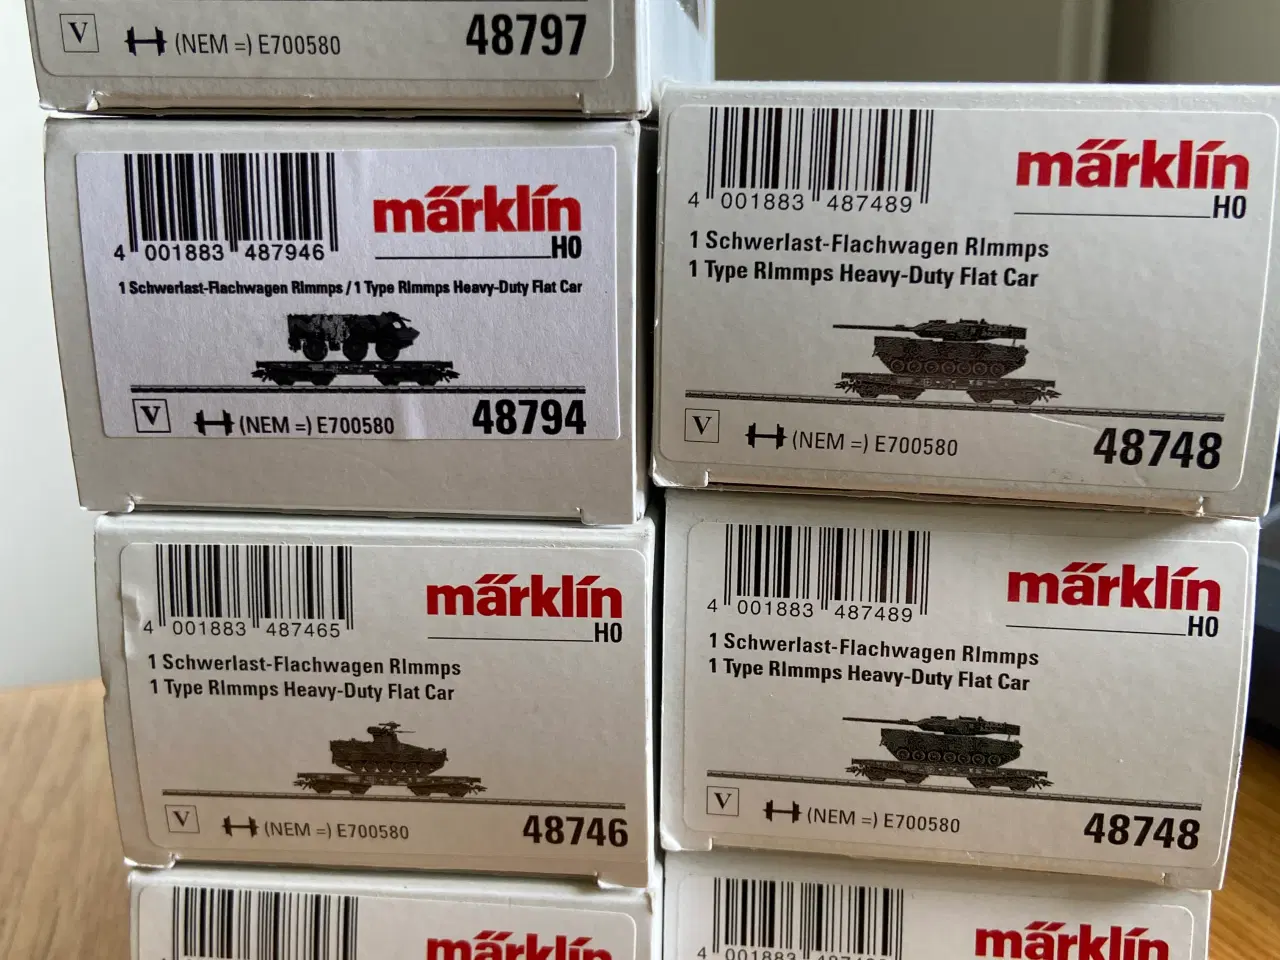 V (NEM =) E700580 48797
4 001883 487946
märklin
H0
1 Schwerlast-Flachwagen Rlmmps / 1 Type Rlmmps Heavy-Duty Flat Car
V (NEM =) E700580 48794
4 001883 487465
märklin
H0
1 Schwerlast-Flachwagen Rlmmps
1 Type Rlmmps Heavy-Duty Flat Car
V (NEM =) E700580 48746
märklin
4 001883 487489
märklin
H0
1 Schwerlast-Flachwagen Rlmmps
1 Type Rlmmps Heavy-Duty Flat Car
V (NEM =) E700580 48748
4 001883 487489
märklin
H0
1 Schwerlast-Flachwagen Rlmmps
1 Type Rlmmps Heavy-Duty Flat Car
V (NEM =) E700580 48748
märklin
4 001883